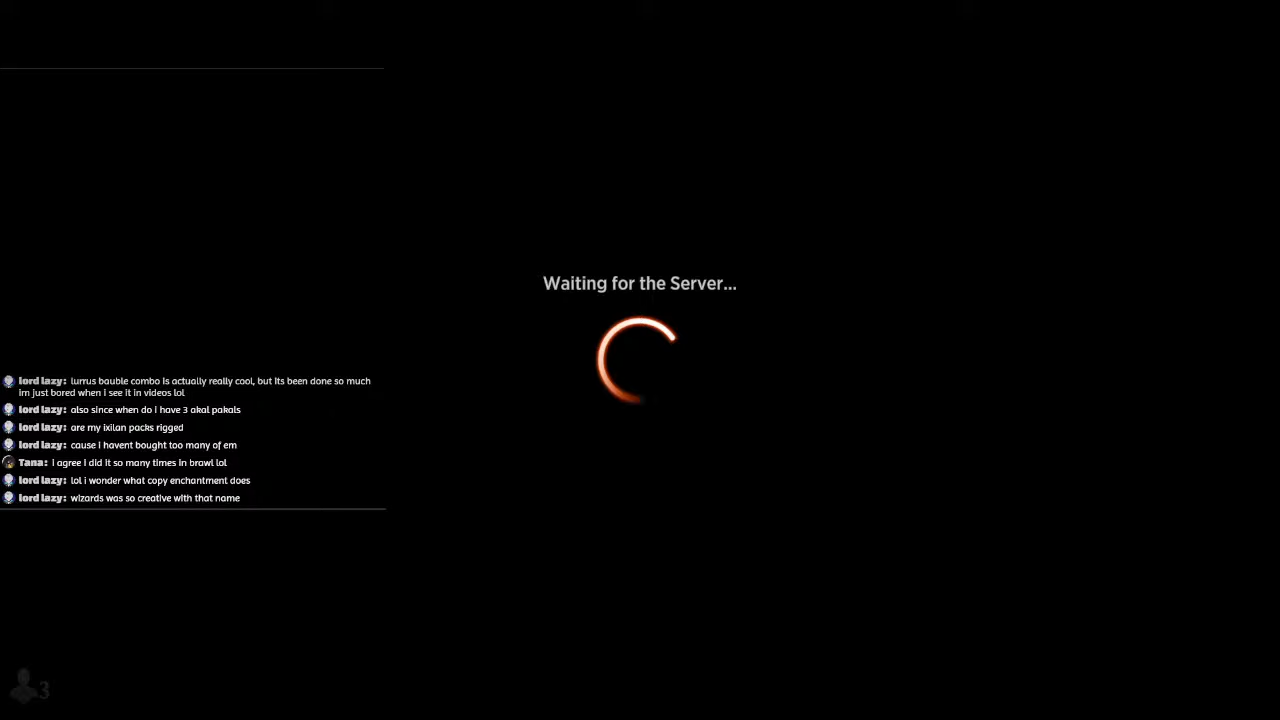 Waiting for the Server...
lord lazy: lurrus bauble combo is actually really cool, but its been done so much
im just bored when i see it in videos lol
lord lazy: also since when do i have 3 akal pakals
lord lazy: are my ixilan packs rigged
lord lazy: cause i havent bought too many of em
Tana: i agree i did it so many times in brawl lol
lord lazy: lol i wonder what copy enchantment does
lord lazy: wizards was so creative with that name
3